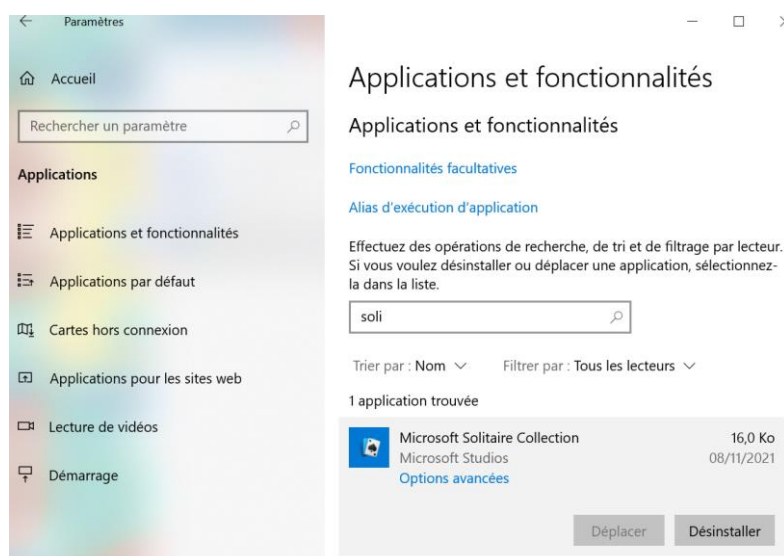 Paramètres
Accueil
Rechercher un paramètre
Applications
Applications et fonctionnalités
Applications par défaut
Cartes hors connexion
Applications pour les sites web
Lecture de vidéos
Démarrage
Applications et fonctionnalités
Applications et fonctionnalités
Fonctionnalités facultatives
Alias d'exécution d'application
Effectuez des opérations de recherche, de tri et de filtrage par lecteur.
Si vous voulez désinstaller ou déplacer une application, sélectionnez-
la dans la liste.
soli
Trier par : Nom Filtrer par : Tous les lecteurs
1 application trouvée
Microsoft Solitaire Collection 16,0 Ko
Microsoft Studios 08/11/2021
Options avancées
Déplacer Désinstaller